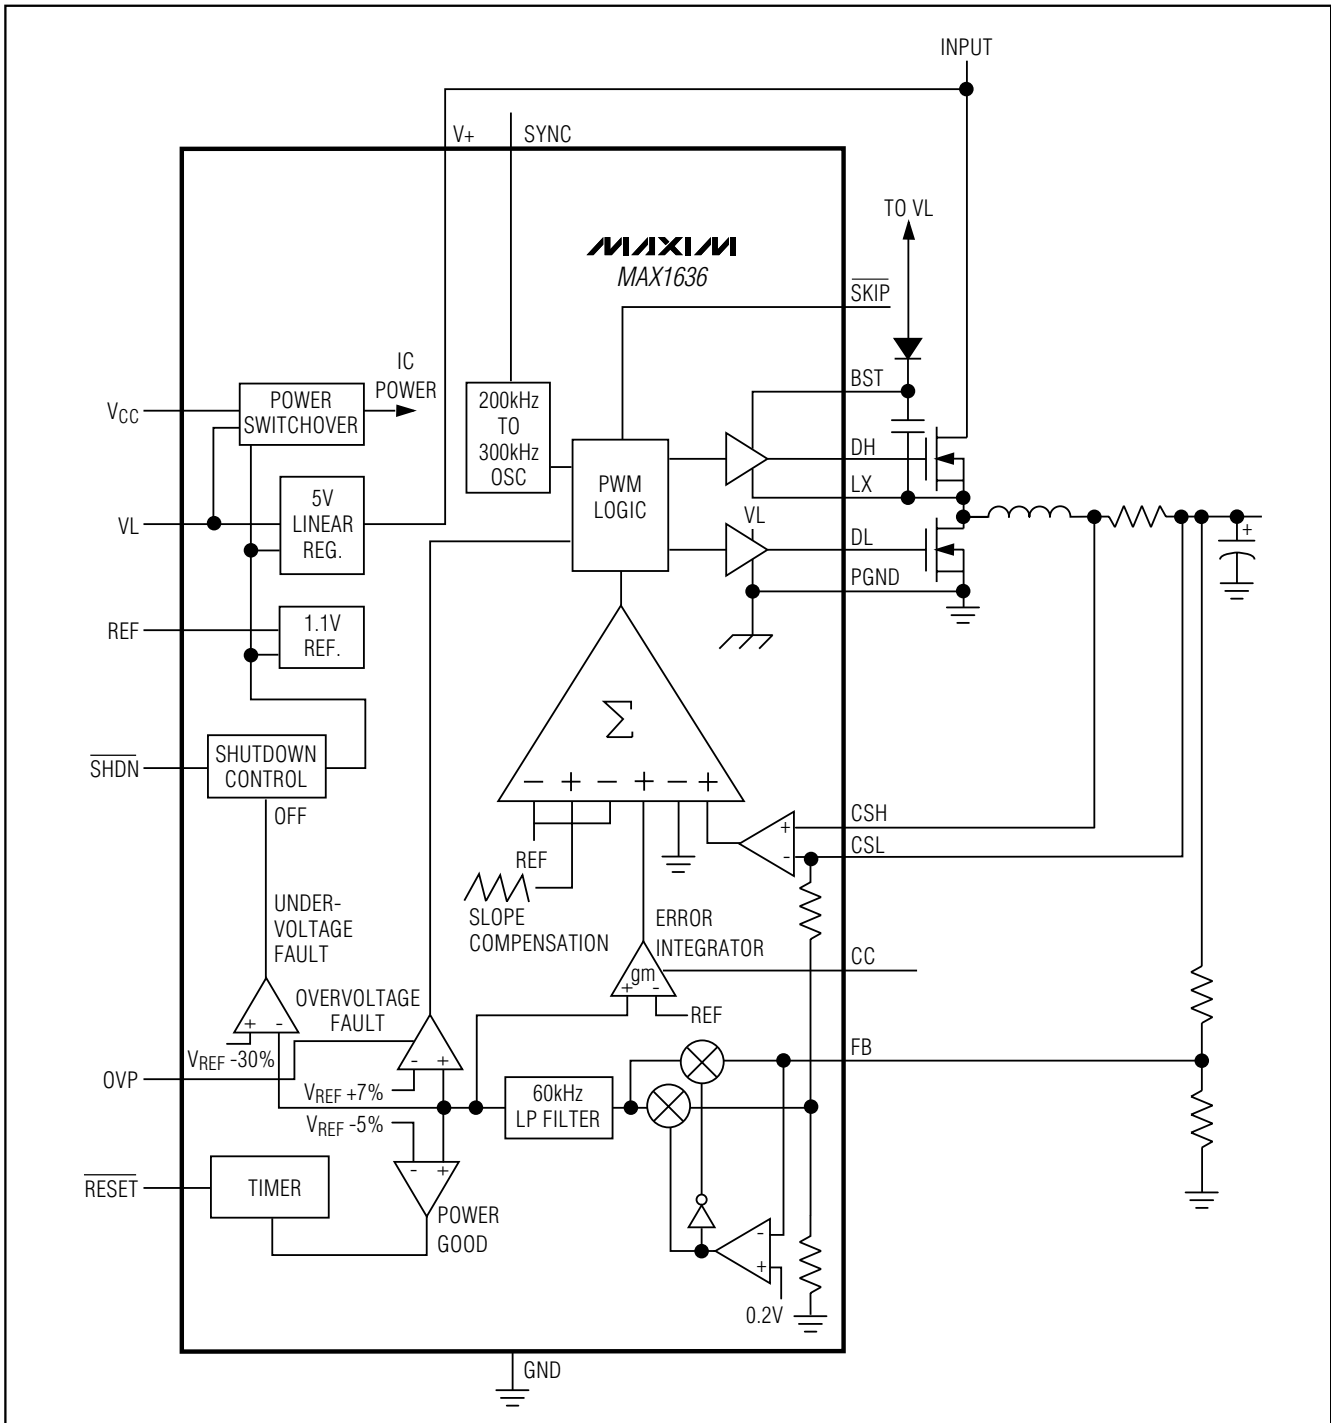 INPUT
V+ SYNC
TO VL
MAXIM
MAX1636
SKIP
IC
POWER
BST
VCC
POWER
SWITCHOVER
200kHz
TO
300kHz
OSC
DH
LX
PWM
LOGIC
VL
5V
LINEAR
REG.
VL
DL
PGND
+
REF
1.1V
REF.
Σ
SHDN
SHUTDOWN
CONTROL
− + − + − +
OFF
CSH
+
CSL
-
REF
SLOPE
COMPENSATION
UNDER-
VOLTAGE
FAULT
ERROR
INTEGRATOR
CC
gm
+ -
REF
OVERVOLTAGE
FAULT
+ -
VREF -30%
- +
FB
OVP
VREF +7%
60kHz
LP FILTER
VREF -5%
- +
RESET
TIMER
POWER
GOOD
-
+
0.2V
GND